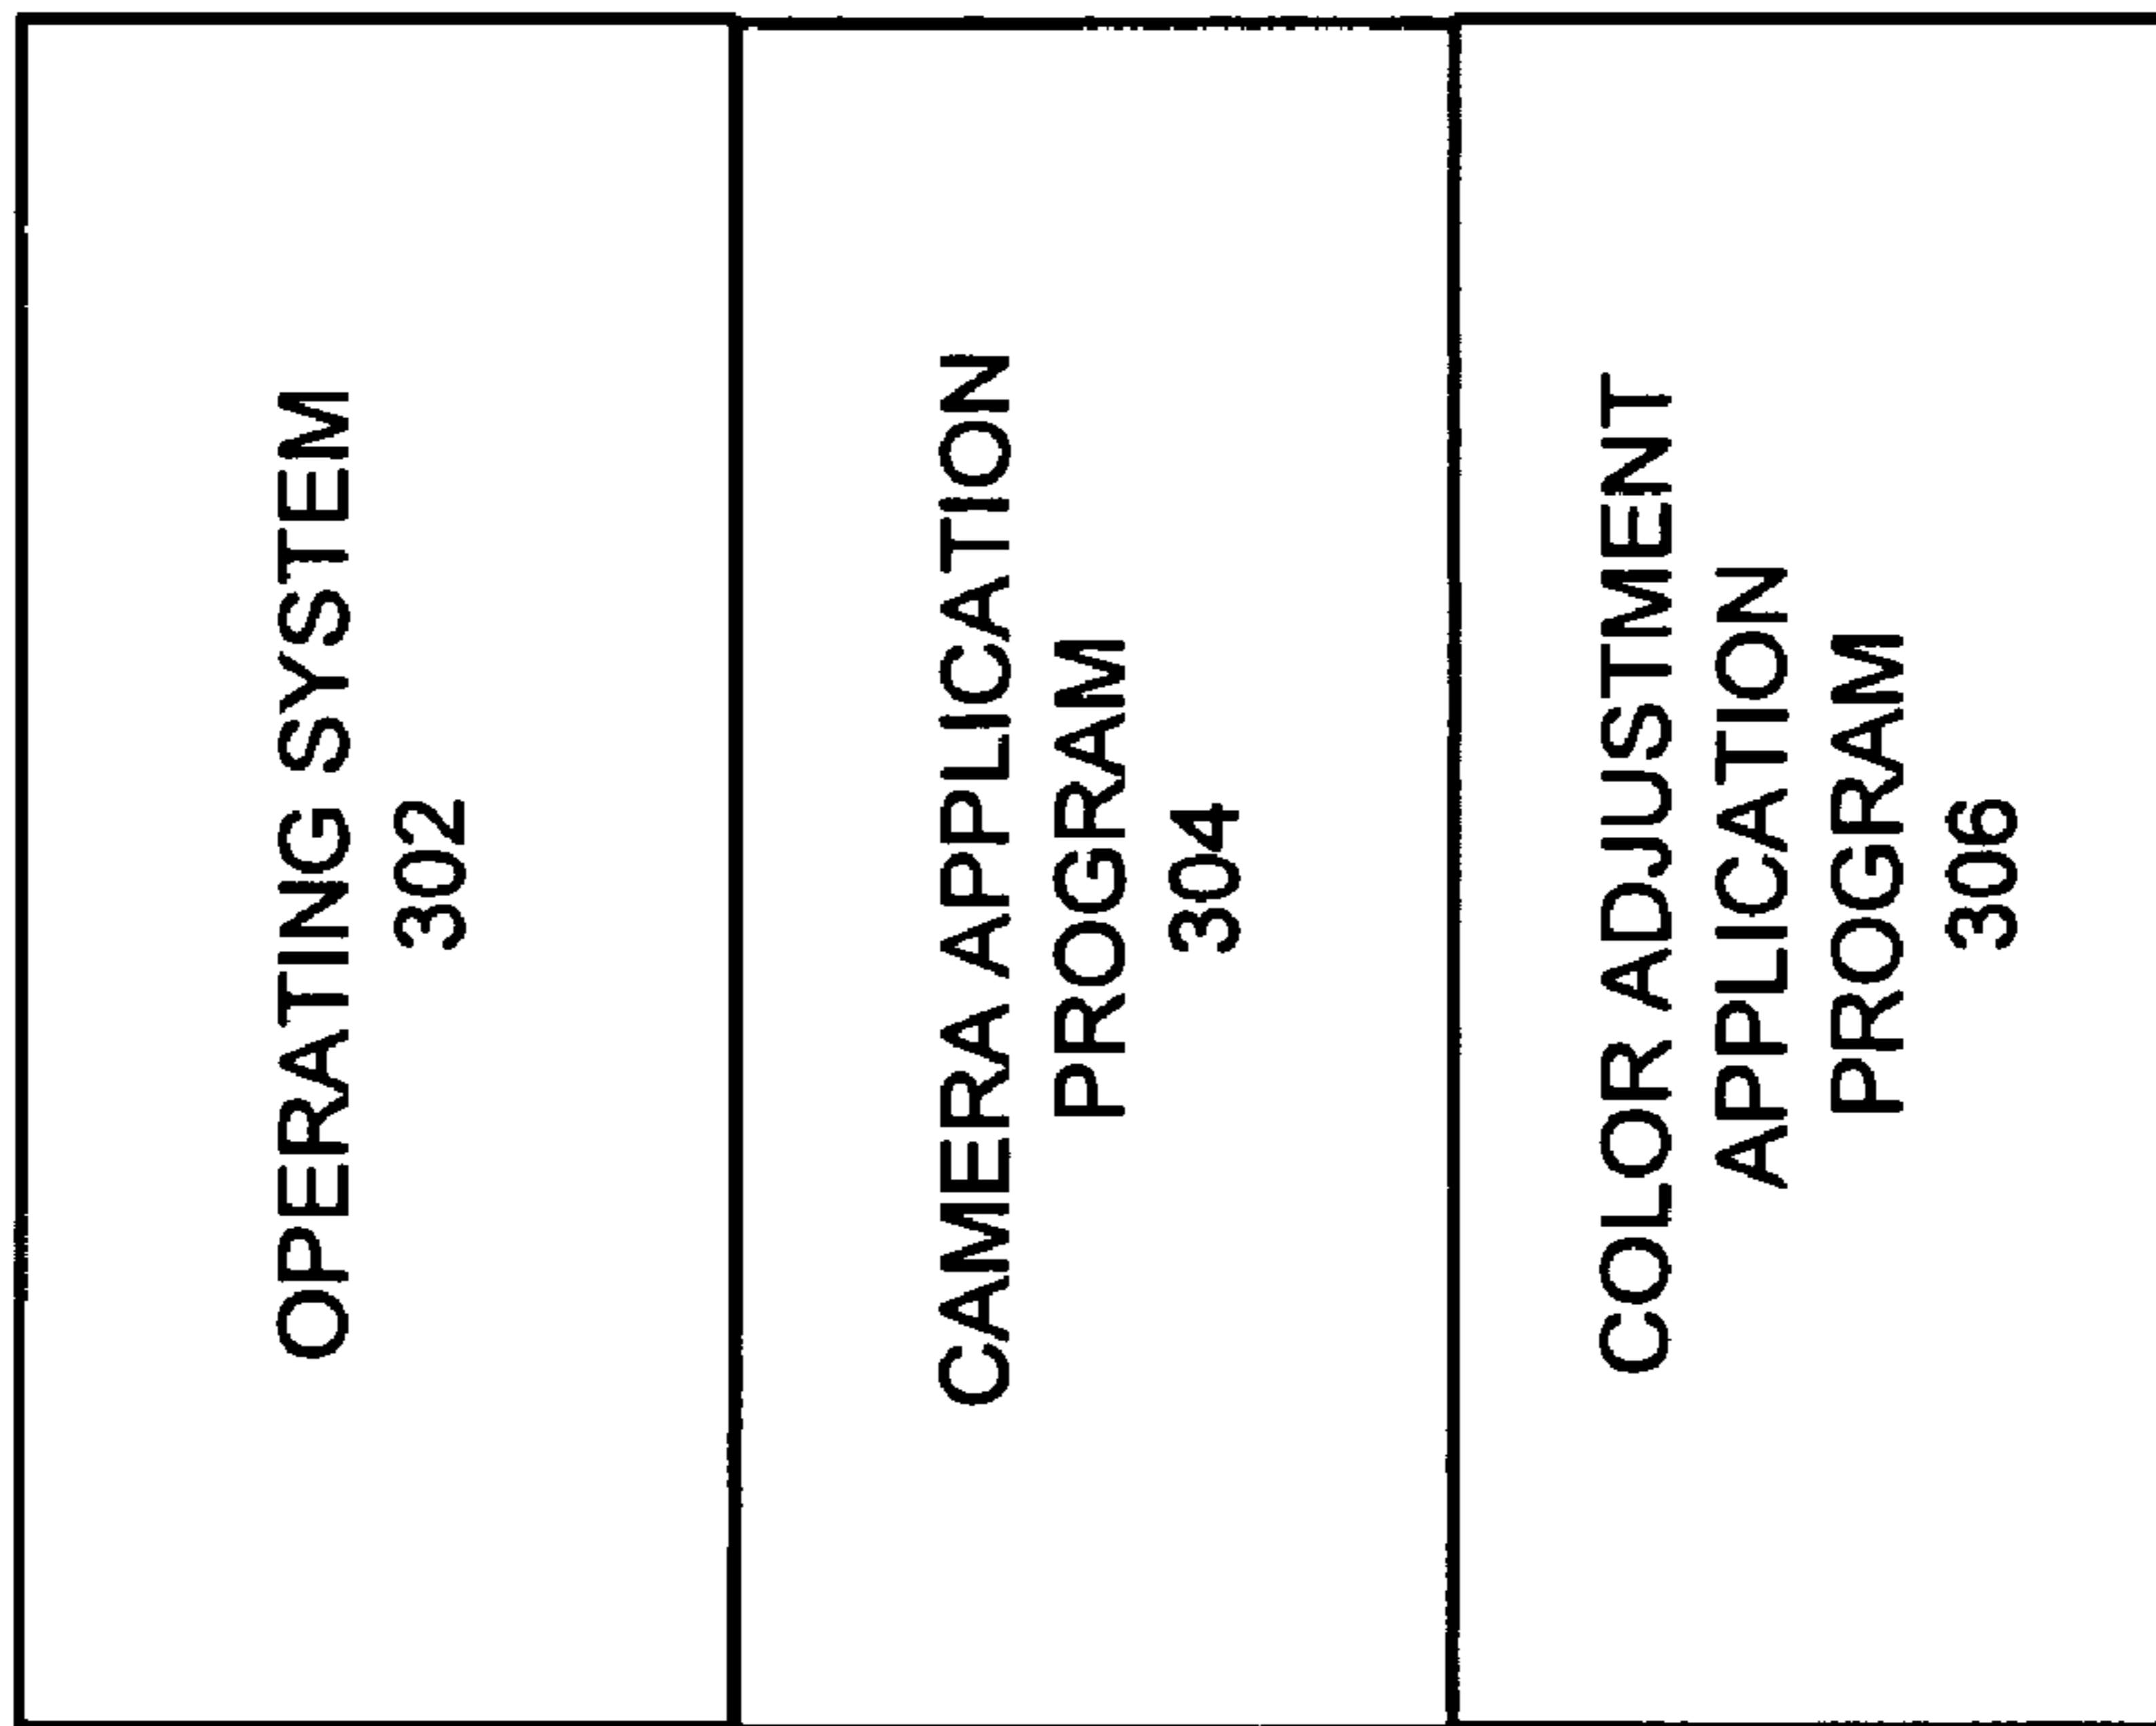 OPERATING SYSTEM
302
CAMERA APPLICATION
PROGRAM
304
COLOR ADJUSTMENT
APPLICATION
PROGRAM
306